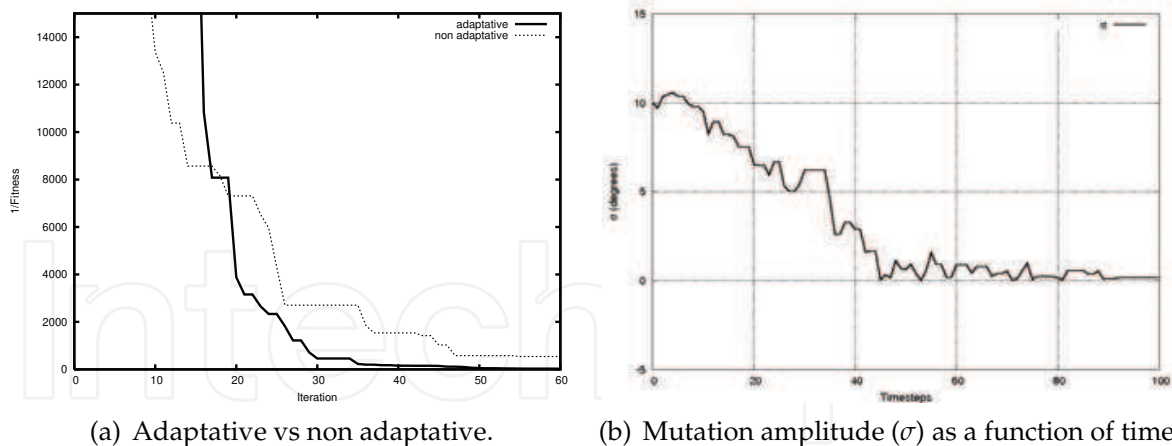 adaptative
non adaptative
14000
12000
10000
8000
6000
4000
2000
0
1/Fitness
0 10 20 30 40 50 60
Iteration
(a) Adaptative vs non adaptative.
σ
15
10
5
0
-5
σ (degrees)
0 20 40 60 80 100
Timesteps
(b) Mutation amplitude (σ) as a function of time
Intech